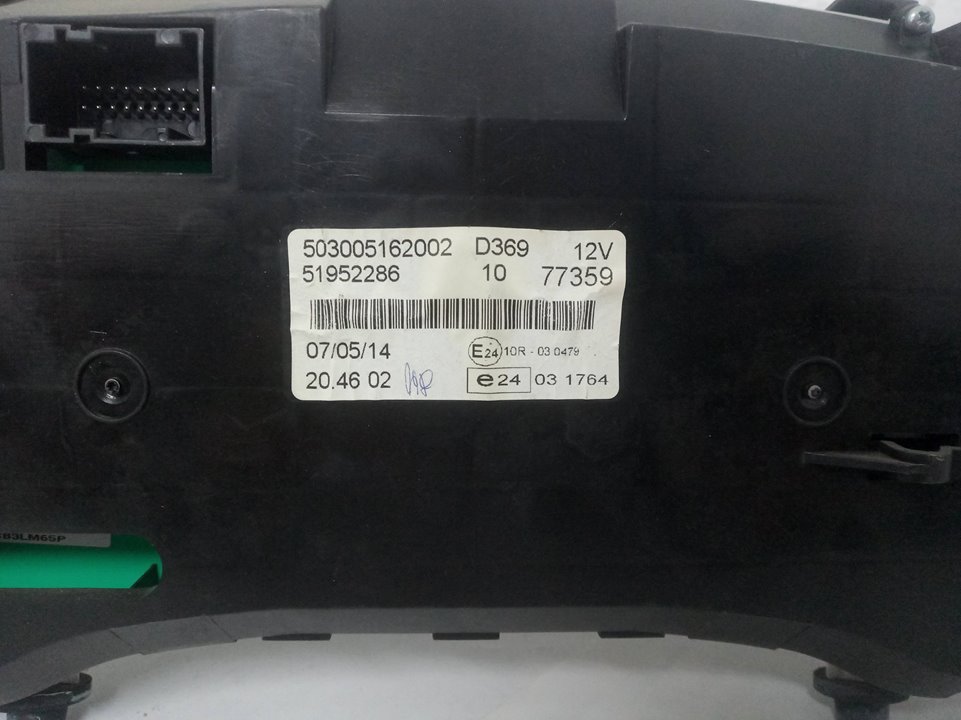 503005162002 D369 12V
51952286 10 77359
07/05/14 E24 10R - 03 0479
20.46 02 e24 03 1764
83LM6SP